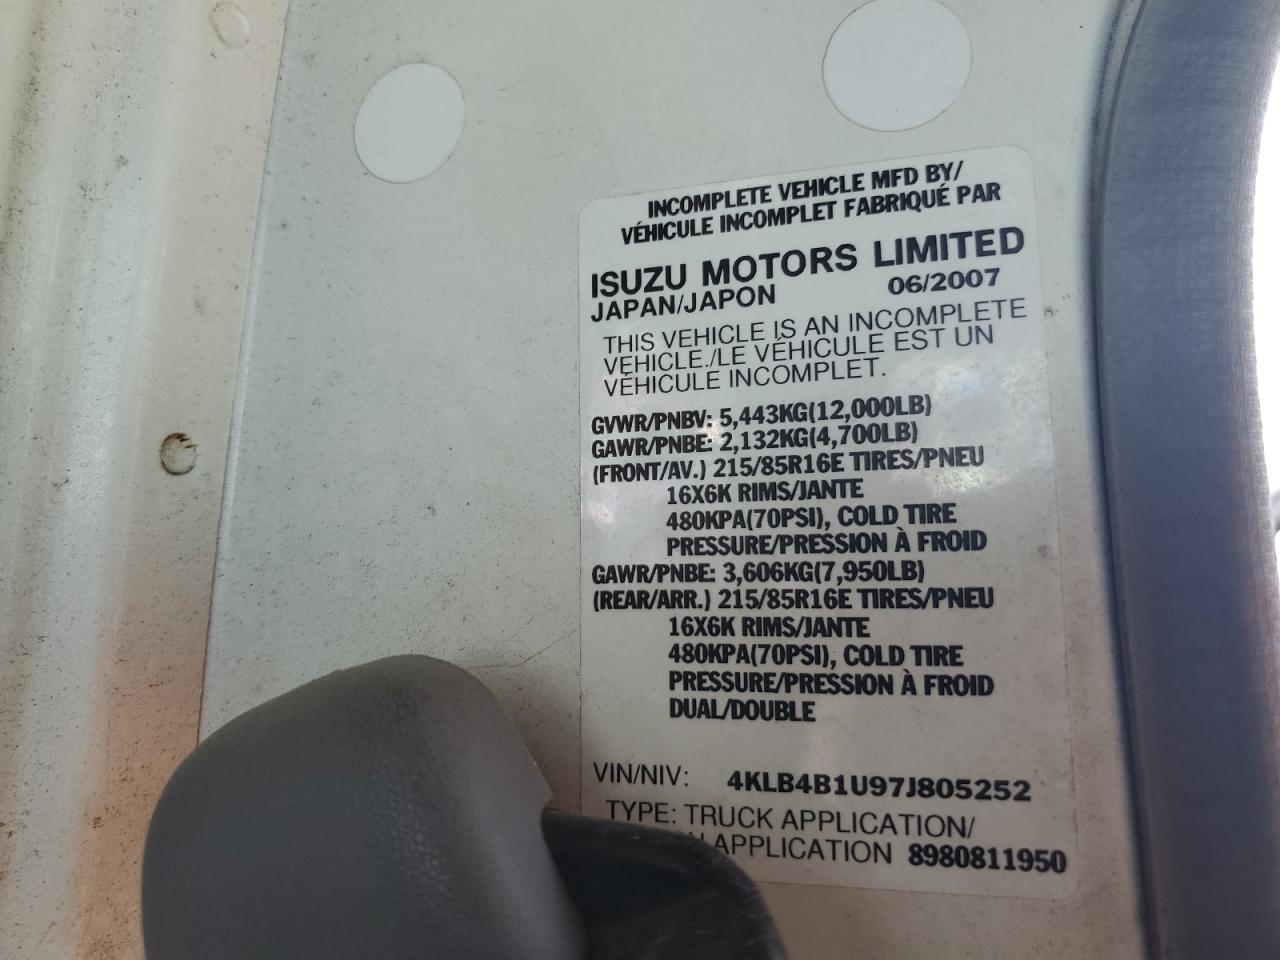 INCOMPLETE VEHICLE MFD BY/
VÉHICULE INCOMPLET FABRIQUÉ PAR
ISUZU MOTORS LIMITED
JAPAN/JAPON 06/2007
THIS VEHICLE IS AN INCOMPLETE
VEHICLE./LE VÉHICULE EST UN
VÉHICULE INCOMPLET.
GVWR/PNBV: 5,443KG(12,000LB)
GAWR/PNBE: 2,132KG(4,700LB)
(FRONT/AV.) 215/85R16E TIRES/PNEU
16X6K RIMS/JANTE
480KPA(70PSI), COLD TIRE
PRESSURE/PRESSION À FROID
GAWR/PNBE: 3,606KG(7,950LB)
(REAR/ARR.) 215/85R16E TIRES/PNEU
16X6K RIMS/JANTE
480KPA(70PSI), COLD TIRE
PRESSURE/PRESSION À FROID
DUAL/DOUBLE
VIN/NIV: 4KLB4B1U97J805252
TYPE: TRUCK APPLICATION/
APPLICATION 8980811950